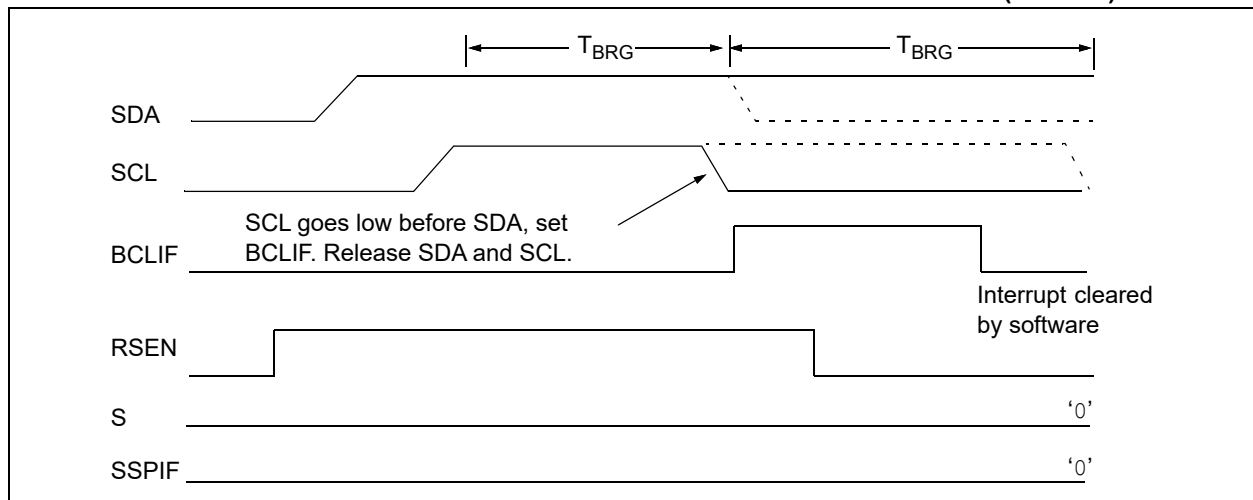 TBRG TBRG
SDA
SCL
SCL goes low before SDA, set
BCLIF. Release SDA and SCL.
BCLIF
Interrupt cleared
by software
RSEN
S ‘0’
SSPIF ‘0’